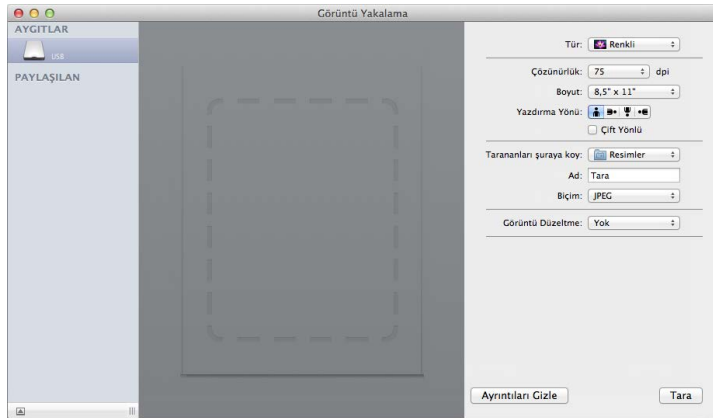 Görüntü Yakalama
AYGITLAR
USB
PAYLAŞILAN
Tür: Renkli
Çözünürlük: 75 dpi
Boyut: 8,5" x 11"
Yazdırma Yönü:
Çift Yönlü
Tarananları şuraya koy: Resimler
Ad: Tara
Biçim: JPEG
Görüntü Düzeltme: Yok
Ayrıntıları Gizle
Tara